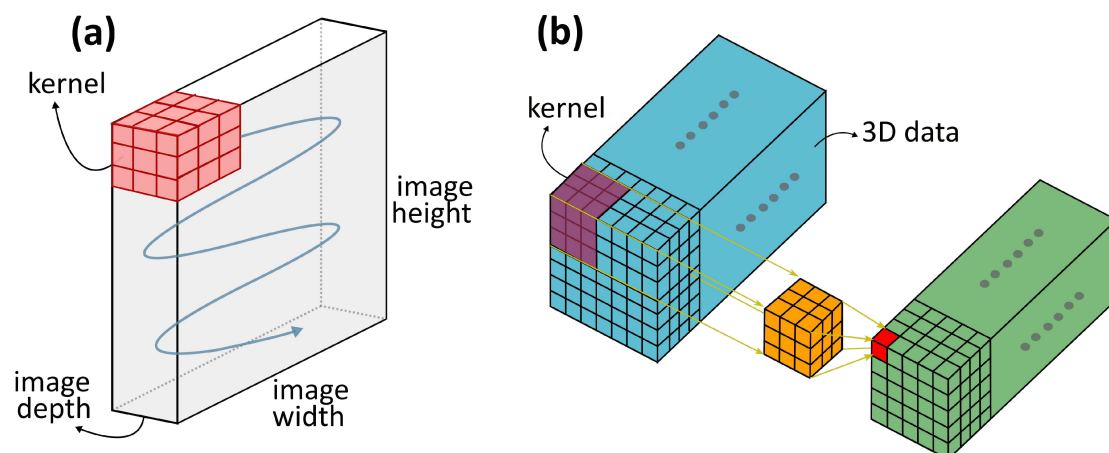 (a)
kernel
image
height
image
depth
image
width
(b)
kernel
3D data